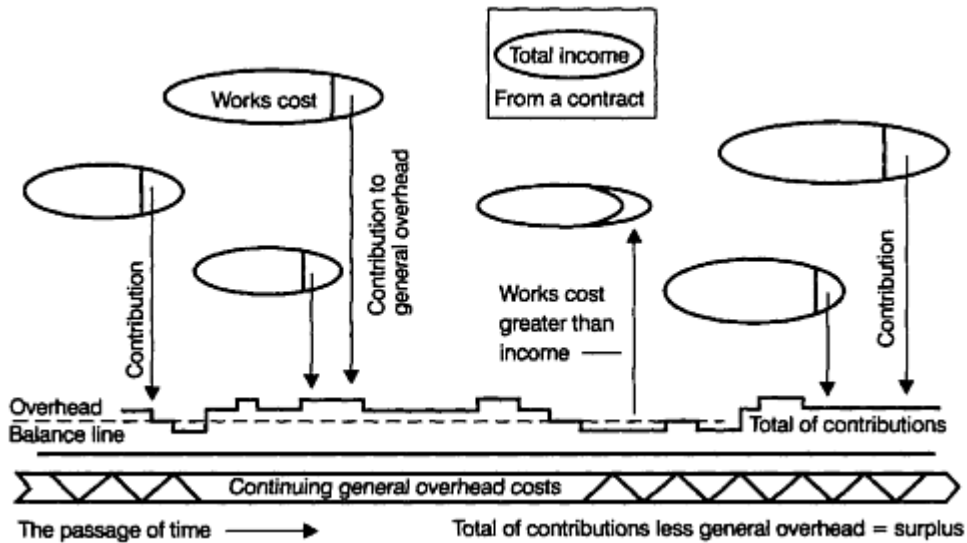 Total income
From a contract
Works cost
Contribution to
general overhead
Contribution
Works cost
greater than
income
Contribution
Overhead
Balance line
Total of contributions
Continuing general overhead costs
The passage of time
Total of contributions less general overhead = surplus